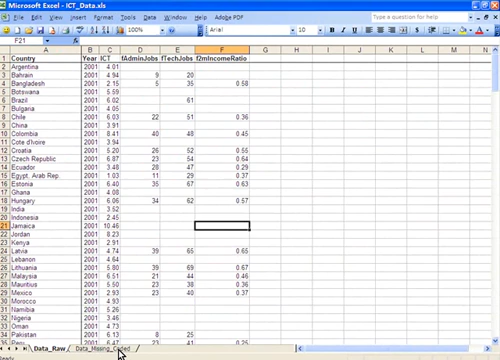 Microsoft Excel - ICT_Data.xls
File Edit View Insert Format Tools Data Window Help Adobe PDF
Type a question for help
100% Arial 10 B I U
F21 fx
A B C D E F G H I J K L M N
1 Country Year ICT fAdminJobs fTechJobs f2mIncomeRatio
2 Argentina 2001 4.01
3 Bahrain 2001 4.94 9 20
4 Bangladesh 2001 2.15 5 35 0.58
5 Botswana 2001 5.59
6 Brazil 2001 6.02 61
7 Bulgaria 2001 4.05
8 Chile 2001 6.03 22 51 0.36
9 China 2001 3.91
10 Colombia 2001 8.41 40 48 0.45
11 Cote d'Ivoire 2001 3.94
12 Croatia 2001 5.20 26 52 0.55
13 Czech Republic 2001 6.87 23 54 0.64
14 Ecuador 2001 3.48 28 47 0.29
15 Egypt, Arab Rep. 2001 1.03 11 29 0.37
16 Estonia 2001 6.40 35 67 0.63
17 Ghana 2001 4.08
18 Hungary 2001 6.06 34 62 0.57
19 India 2001 3.52
20 Indonesia 2001 2.45
21 Jamaica 2001 10.46
22 Jordan 2001 8.23
23 Kenya 2001 2.91
24 Latvia 2001 4.74 39 65 0.65
25 Lebanon 2001 4.64
26 Lithuania 2001 5.80 39 69 0.67
27 Malaysia 2001 6.51 21 44 0.46
28 Mauritius 2001 5.50 23 38 0.36
29 Mexico 2001 2.93 23 40 0.37
30 Morocco 2001 4.93
31 Namibia 2001 5.26
32 Nigeria 2001 3.46
33 Oman 2001 4.73
34 Pakistan 2001 6.13 8 25
35 Peru 2001 6.47 23 41 0.25
Data_Raw Data_Missing_Coded
Ready